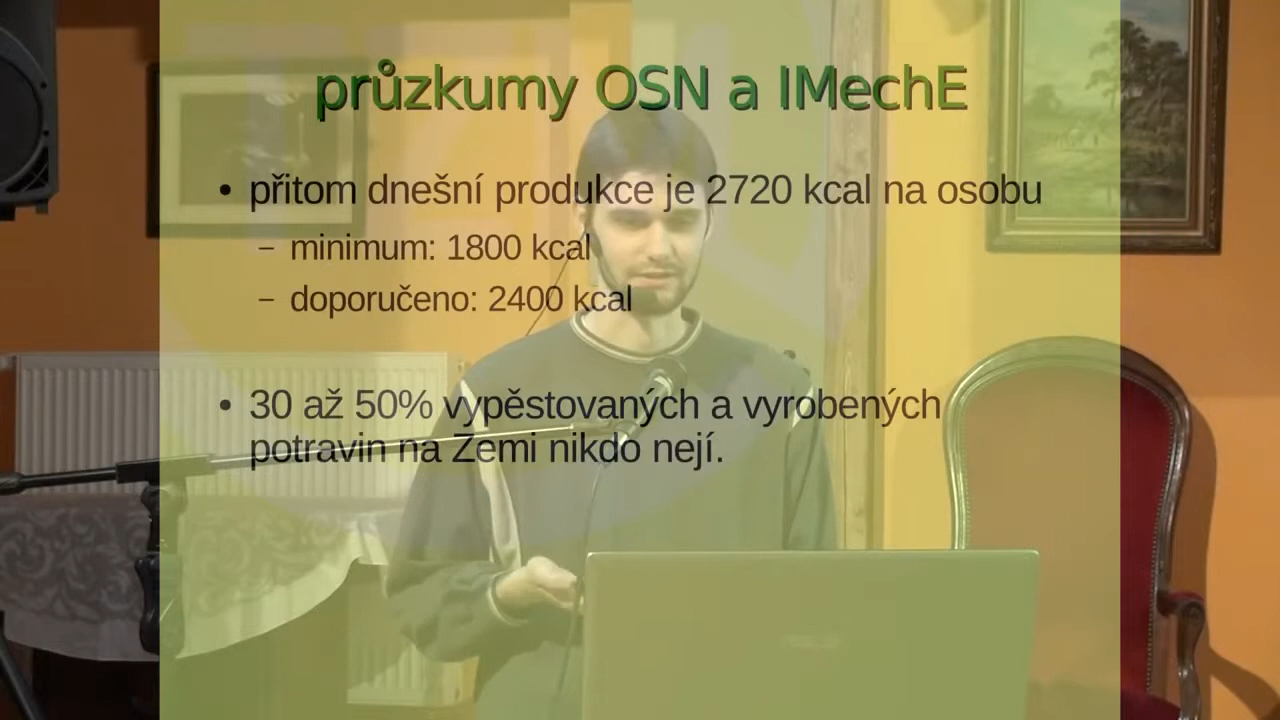 průzkumy OSN a IMechE
• přitom dnešní produkce je 2720 kcal na osobu
– minimum: 1800 kcal
– doporučeno: 2400 kcal
• 30 až 50% vypěstovaných a vyrobených
potravin na Zemi nikdo nejí.